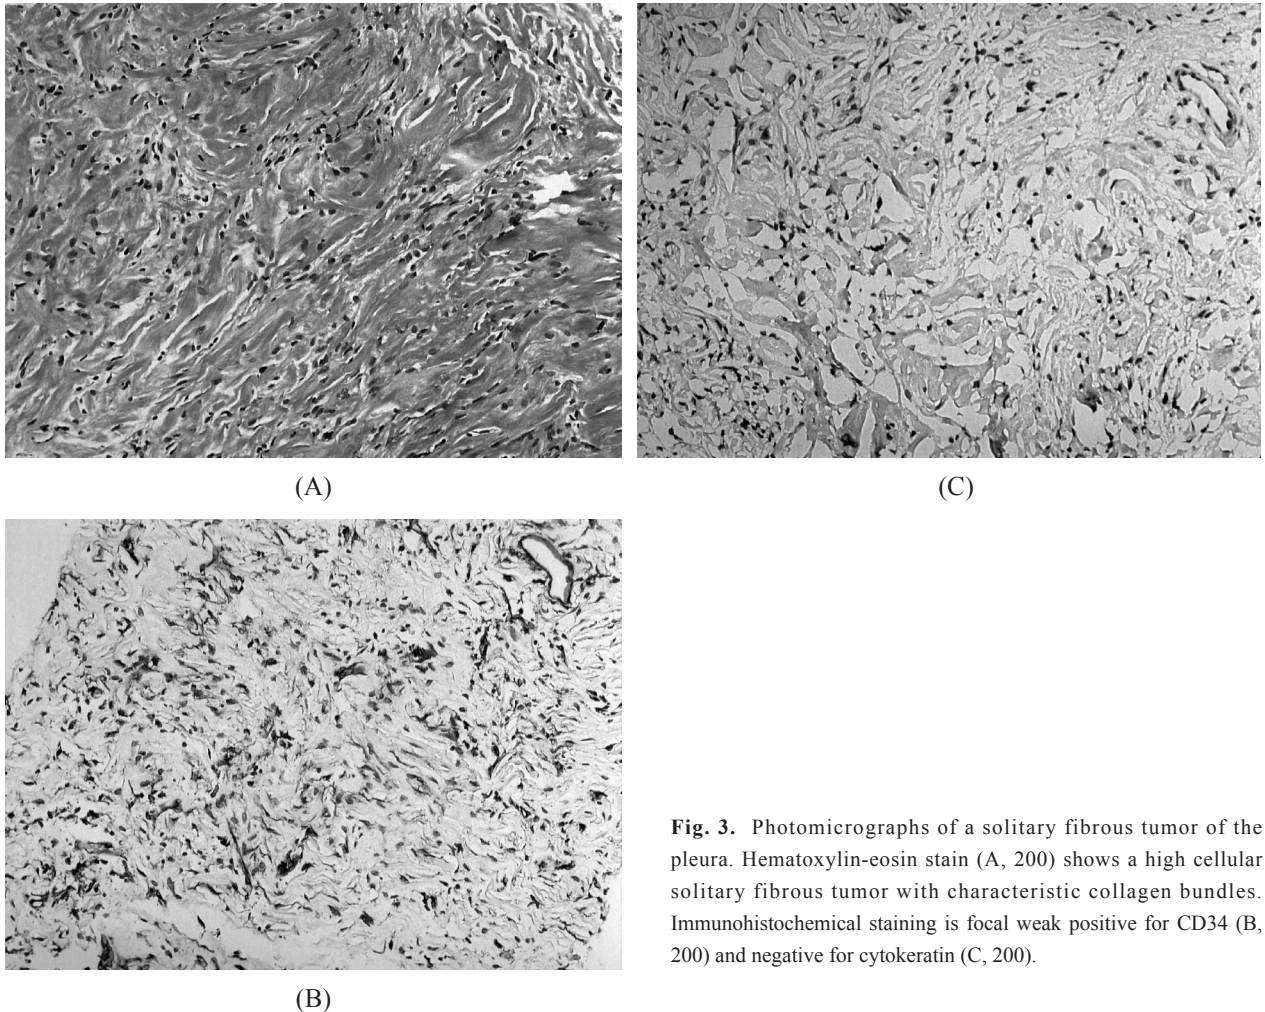 (A)
(C)
(B)
Fig. 3. Photomicrographs of a solitary fibrous tumor of the
pleura. Hematoxylin-eosin stain (A, 200) shows a high cellular
solitary fibrous tumor with characteristic collagen bundles.
Immunohistochemical staining is focal weak positive for CD34 (B,
200) and negative for cytokeratin (C, 200).